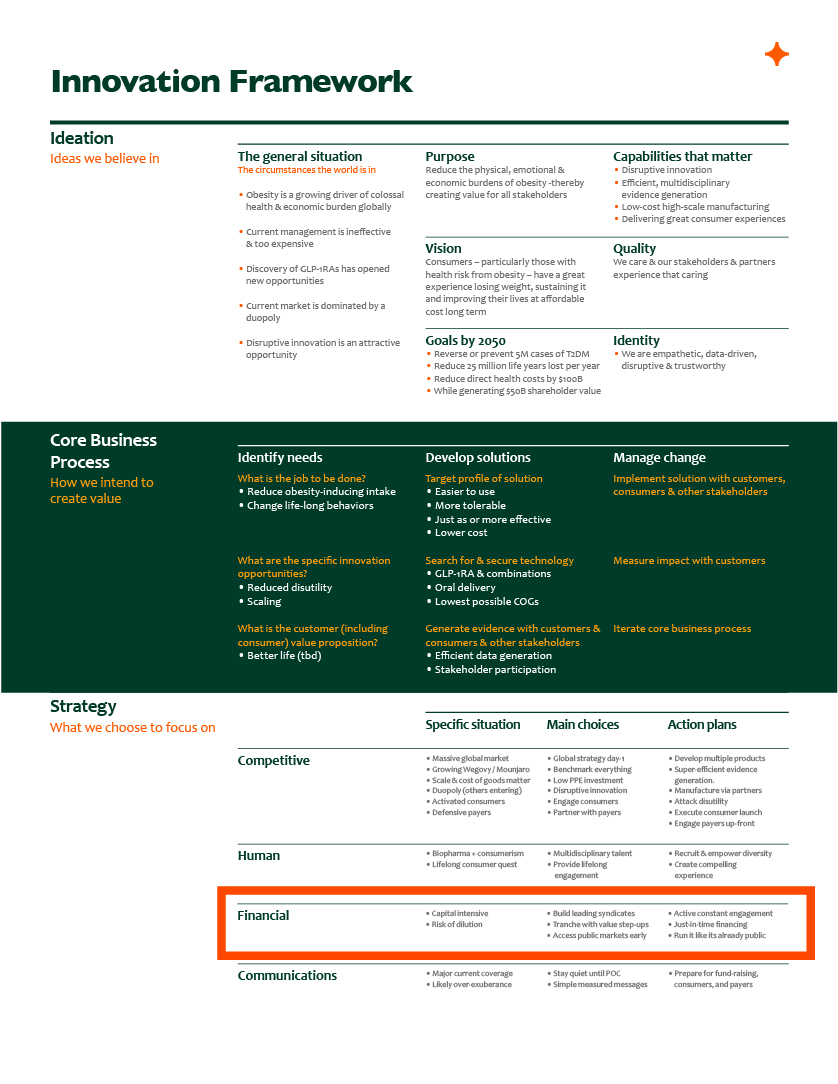 Innovation Framework
Ideation
Ideas we believe in
The general situation
The circumstances the world is in
• Obesity is a growing driver of colossal
health & economic burden globally
• Current management is ineffective
& too expensive
• Discovery of GLP-1RAs has opened
new opportunities
• Current market is dominated by a
duopoly
• Disruptive innovation is an attractive
opportunity
Purpose
Reduce the physical, emotional &
economic burdens of obesity -thereby
creating value for all stakeholders
Vision
Consumers – particularly those with
health risk from obesity – have a great
experience losing weight, sustaining it
and improving their lives at affordable
cost long term
Goals by 2050
• Reverse or prevent 5M cases of T2DM
• Reduce 25 million life years lost per year
• Reduce direct health costs by $100B
• While generating $50B shareholder value
Capabilities that matter
• Disruptive innovation
• Efficient, multidisciplinary
evidence generation
• Low-cost high-scale manufacturing
• Delivering great consumer experiences
Quality
We care & our stakeholders & partners
experience that caring
Identity
• We are empathetic, data-driven,
disruptive & trustworthy
Core Business
Process
How we intend to
create value
Identify needs
What is the job to be done?
• Reduce obesity-inducing intake
• Change life-long behaviors
What are the specific innovation
opportunities?
• Reduced disutility
• Scaling
What is the customer (including
consumer) value proposition?
• Better life (tbd)
Develop solutions
Target profile of solution
• Easier to use
• More tolerable
• Just as or more effective
• Lower cost
Search for & secure technology
• GLP-1RA & combinations
• Oral delivery
• Lowest possible COGs
Generate evidence with customers &
consumers & other stakeholders
• Efficient data generation
• Stakeholder participation
Manage change
Implement solution with customers,
consumers & other stakeholders
Measure impact with customers
Iterate core business process
Strategy
What we choose to focus on
Specific situation
Main choices
Action plans
Competitive
• Massive global market
• Growing Wegovy / Mounjaro
• Scale & cost of goods matter
• Duopoly (others entering)
• Activated consumers
• Defensive payers
• Global strategy day-1
• Benchmark everything
• Low PPE investment
• Disruptive innovation
• Engage consumers
• Partner with payers
• Develop multiple products
• Super-efficient evidence
generation.
• Manufacture via partners
• Attack disutility
• Execute consumer launch
• Engage payers up-front
Human
• Biopharma + consumerism
• Lifelong consumer quest
• Multidisciplinary talent
• Provide lifelong
engagement
• Recruit & empower diversity
• Create compelling
experience
Financial
• Capital intensive
• Risk of dilution
• Build leading syndicates
• Tranche with value step-ups
• Access public markets early
• Active constant engagement
• Just-in-time financing
• Run it like its already public
Communications
• Major current coverage
• Likely over-exuberance
• Stay quiet until POC
• Simple measured messages
• Prepare for fund-raising,
consumers, and payers